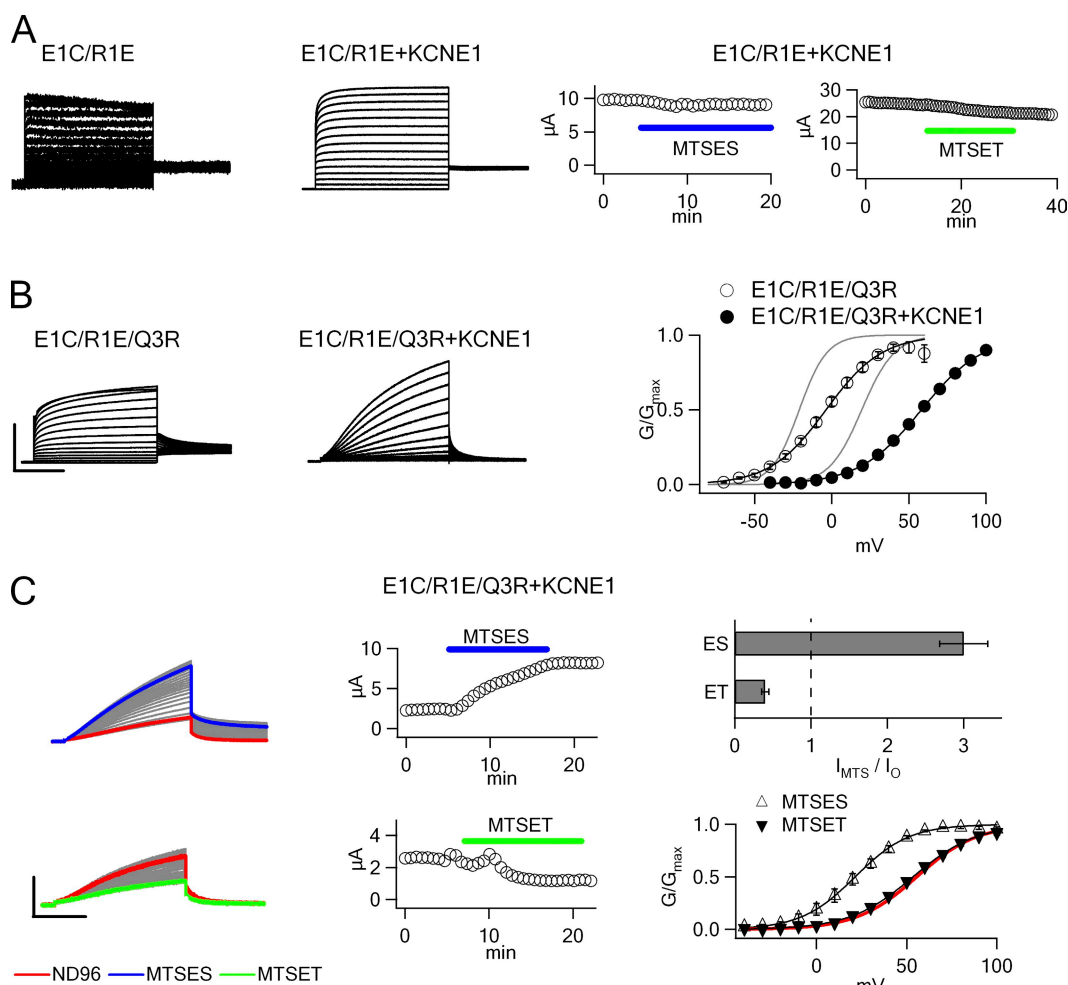 A
E1C/R1E
E1C/R1E+KCNE1
E1C/R1E+KCNE1
10
5
0
µA
MTSES
0
10
20
min
30
20
10
0
µA
MTSET
0
20
40
min
B
E1C/R1E/Q3R
E1C/R1E/Q3R+KCNE1
E1C/R1E/Q3R
E1C/R1E/Q3R+KCNE1
1.0
0.5
0.0
G/Gmax
-50
0
50
100
mV
C
E1C/R1E/Q3R+KCNE1
10
5
0
µA
MTSES
0
10
20
min
ES
ET
0
1
2
3
IMTS / IO
4
2
0
µA
MTSET
0
10
20
min
MTSES
MTSET
1.0
0.5
0.0
G/Gmax
0
50
100
mV
ND96
MTSES
MTSET